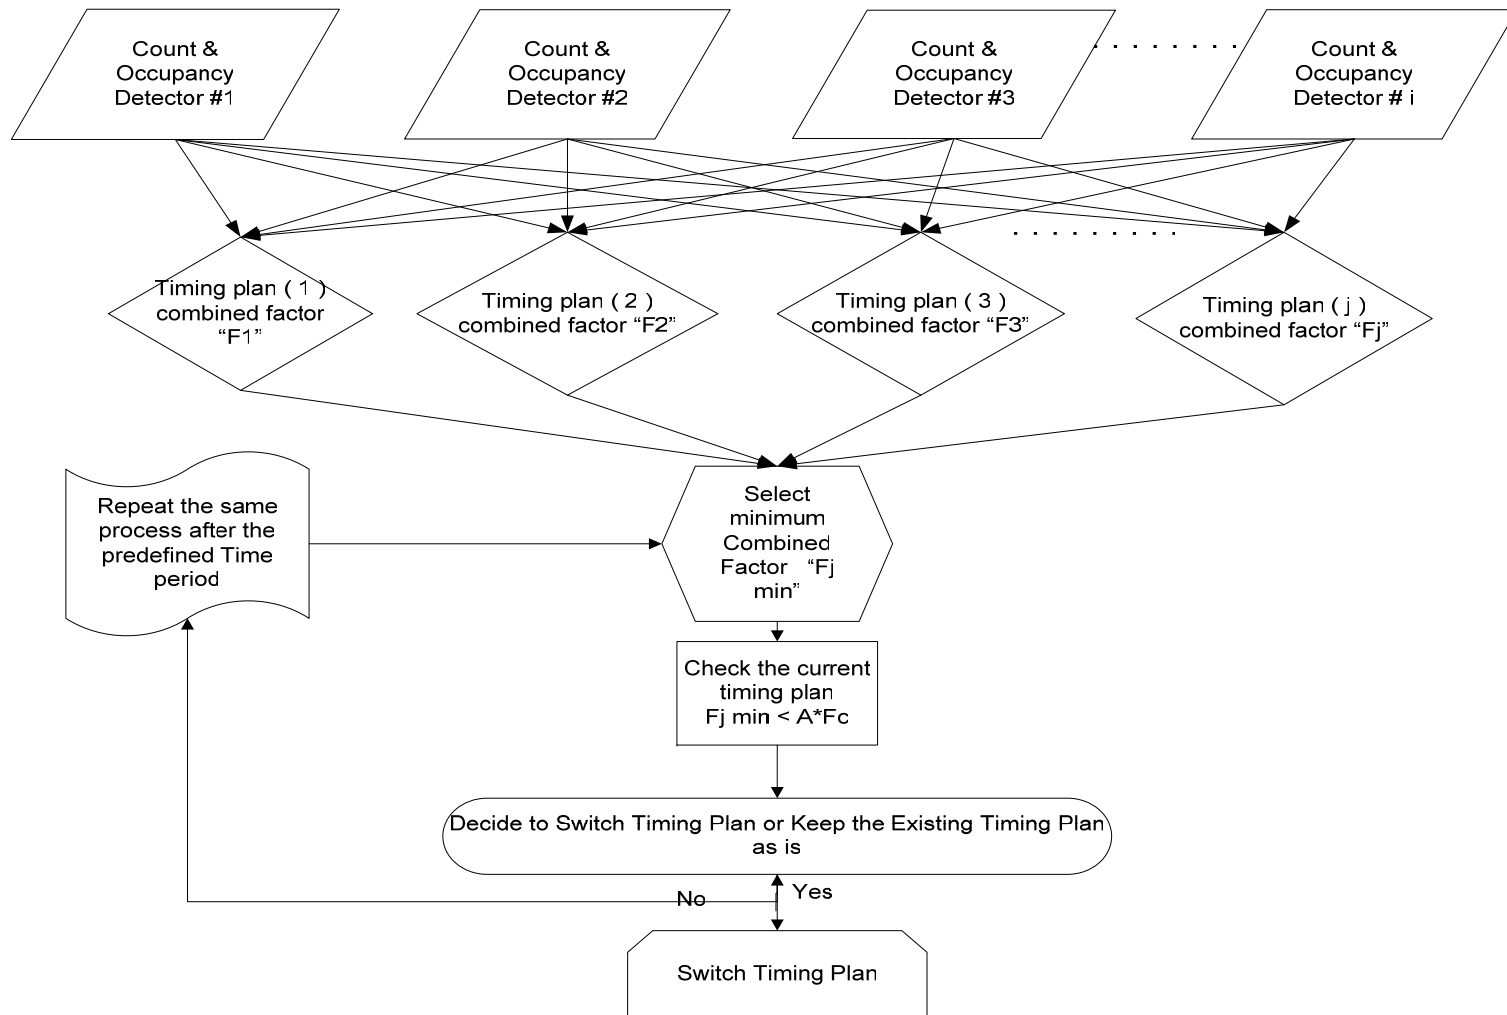 Count &
Occupancy
Detector #1
Count &
Occupancy
Detector #2
Count &
Occupancy
Detector #3
Count &
Occupancy
Detector # i
Timing plan ( 1 )
combined factor
“F1”
Timing plan ( 2 )
combined factor “F2”
Timing plan ( 3 )
combined factor “F3”
Timing plan ( j )
combined factor “Fj”
Repeat the same
process after the
predefined Time
period
Select
minimum
Combined
Factor “Fj
min”
Check the current
timing plan
Fj min < A*Fc
Decide to Switch Timing Plan or Keep the Existing Timing Plan
as is
No
Yes
Switch Timing Plan